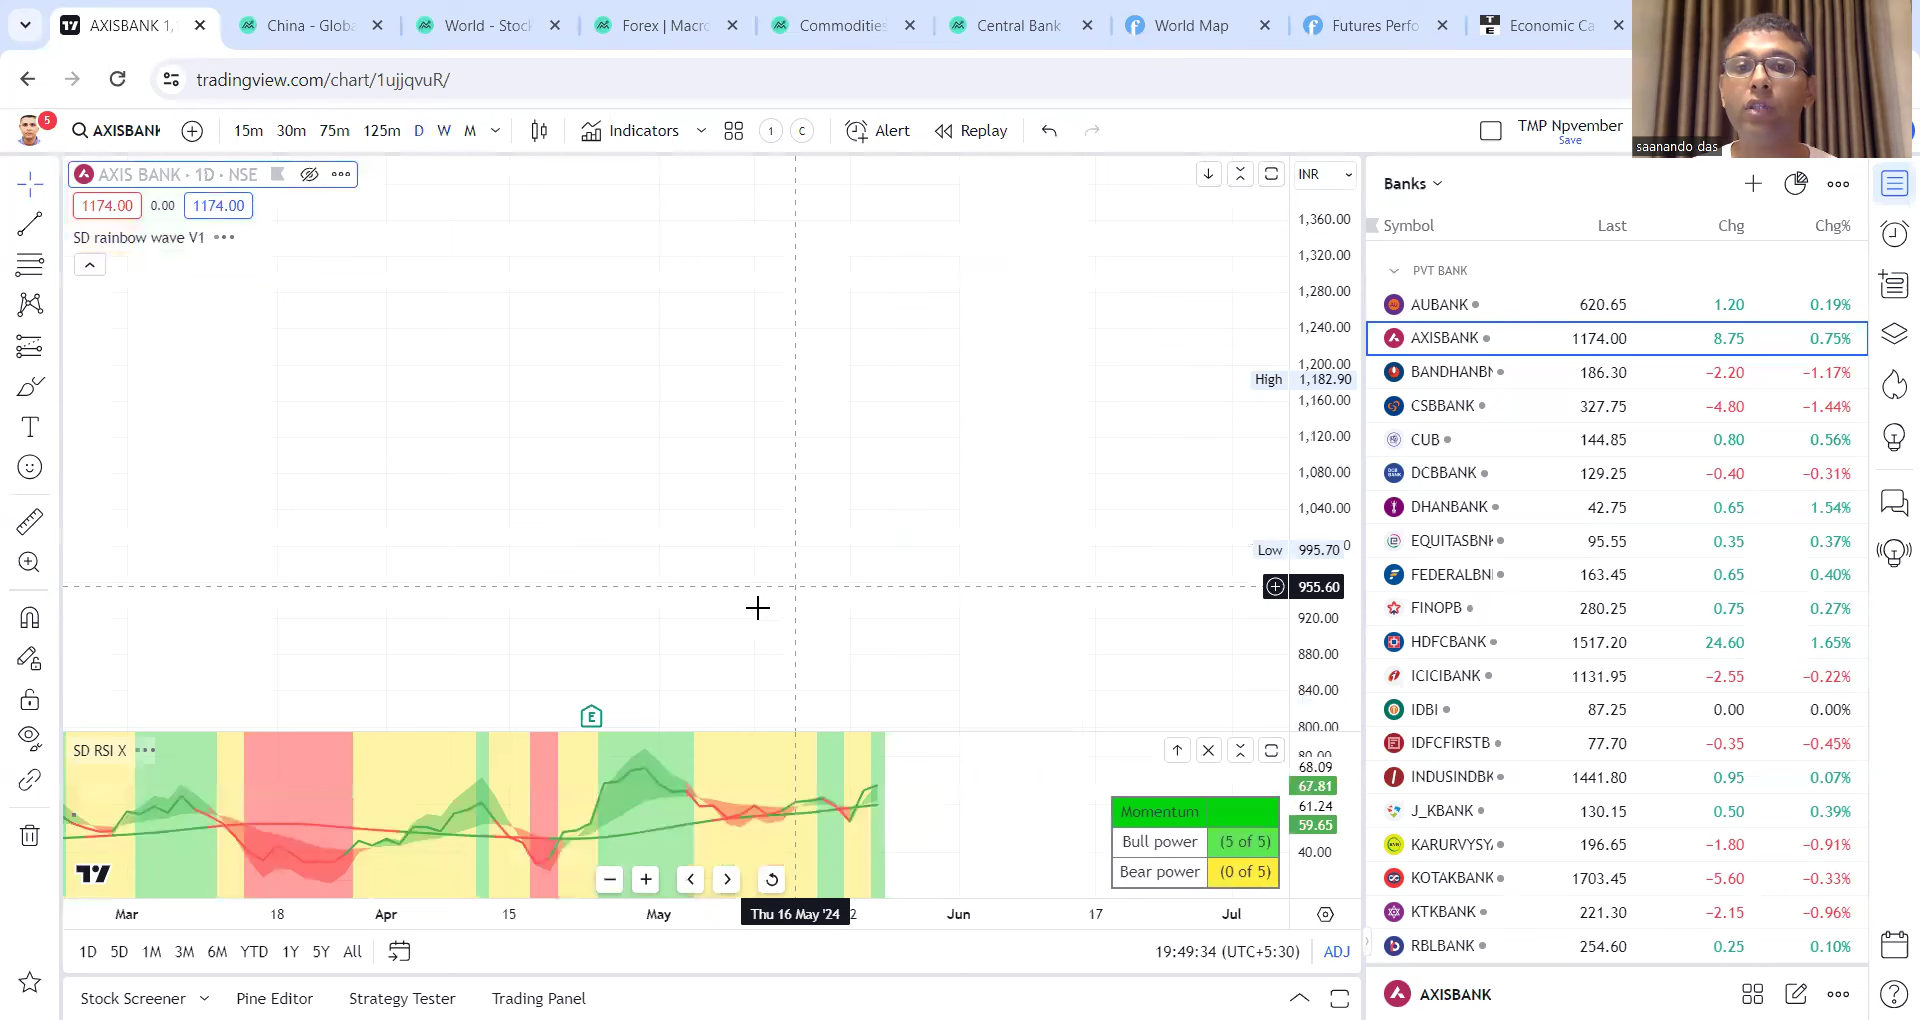 AXISBANK 1,
China - Globa
World - Stoc
Forex | Macro
Commodities
Central Bank
World Map
Futures Perfo
Economic Ca
tradingview.com/chart/1ujjqvuR/
5
AXISBANK
15m 30m 75m 125m D W M
Indicators
1
C
Alert
Replay
TMP Npvember
Save
saanando das
AXIS BANK · 1D · NSE
INR
1174.00 0.00 1174.00
SD rainbow wave V1
1,360.00
1,320.00
1,280.00
1,240.00
1,200.00
High 1,182.90
1,160.00
1,120.00
1,080.00
1,040.00
Low 995.70
955.60
920.00
880.00
840.00
800.00
E
SD RSI X
80.00
68.09
67.81
61.24
59.65
40.00
Momentum
Bull power (5 of 5)
Bear power (0 of 5)
Mar 18 Apr 15 May Thu 16 May '24 2 Jun 17 Jul
1D 5D 1M 3M 6M YTD 1Y 5Y All
19:49:34 (UTC+5:30) ADJ
Stock Screener Pine Editor Strategy Tester Trading Panel
Banks
Symbol Last Chg Chg%
PVT BANK
AUBANK 620.65 1.20 0.19%
AXISBANK 1174.00 8.75 0.75%
BANDHANBN 186.30 −2.20 −1.17%
CSBBANK 327.75 −4.80 −1.44%
CUB 144.85 0.80 0.56%
DCBBANK 129.25 −0.40 −0.31%
DHANBANK 42.75 0.65 1.54%
EQUITASBNK 95.55 0.35 0.37%
FEDERALBN 163.45 0.65 0.40%
FINOPB 280.25 0.75 0.27%
HDFCBANK 1517.20 24.60 1.65%
ICICIBANK 1131.95 −2.55 −0.22%
IDBI 87.25 0.00 0.00%
IDFCFIRSTB 77.70 −0.35 −0.45%
INDUSINDBK 1441.80 0.95 0.07%
J_KBANK 130.15 0.50 0.39%
KARURVYSY 196.65 −1.80 −0.91%
KOTAKBANK 1703.45 −5.60 −0.33%
KTKBANK 221.30 −2.15 −0.96%
RBLBANK 254.60 0.25 0.10%
AXISBANK